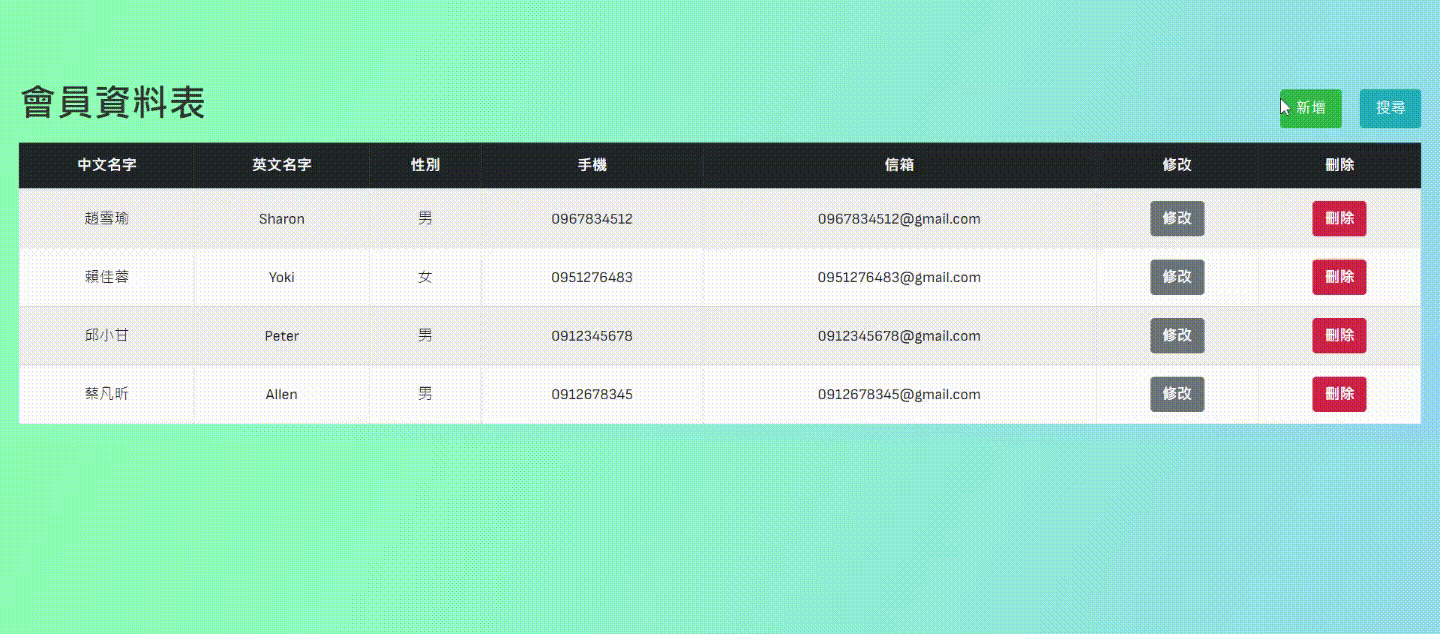 會員資料表
新增 搜尋
中文名字 英文名字 性別 手機 信箱 修改 刪除
趙雪瑜 Sharon 男 0967834512 0967834512@gmail.com 修改 刪除
賴佳蓉 Yoki 女 0951276483 0951276483@gmail.com 修改 刪除
邱小甘 Peter 男 0912345678 0912345678@gmail.com 修改 刪除
蔡凡昕 Allen 男 0912678345 0912678345@gmail.com 修改 刪除